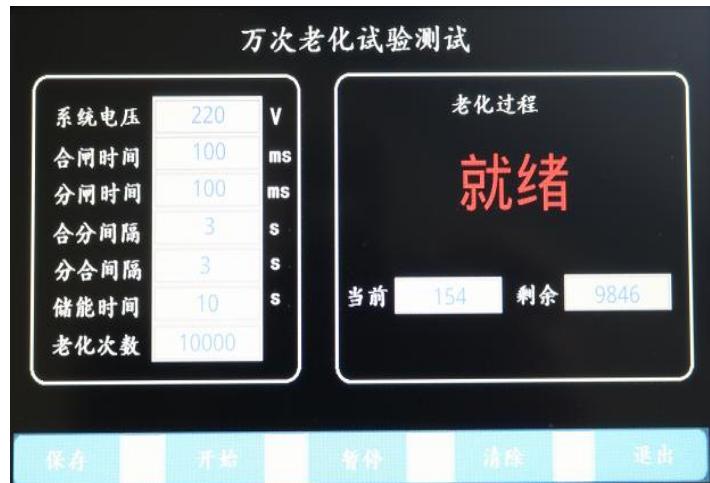 万次老化试验测试
系统电压 220 V
合闸时间 100 ms
分闸时间 100 ms
合分间隔 3 s
分合间隔 3 s
储能时间 10 s
老化次数 10000
老化过程
就绪
当前 154 剩余 9846
保存 开始 暂停 清除 退出